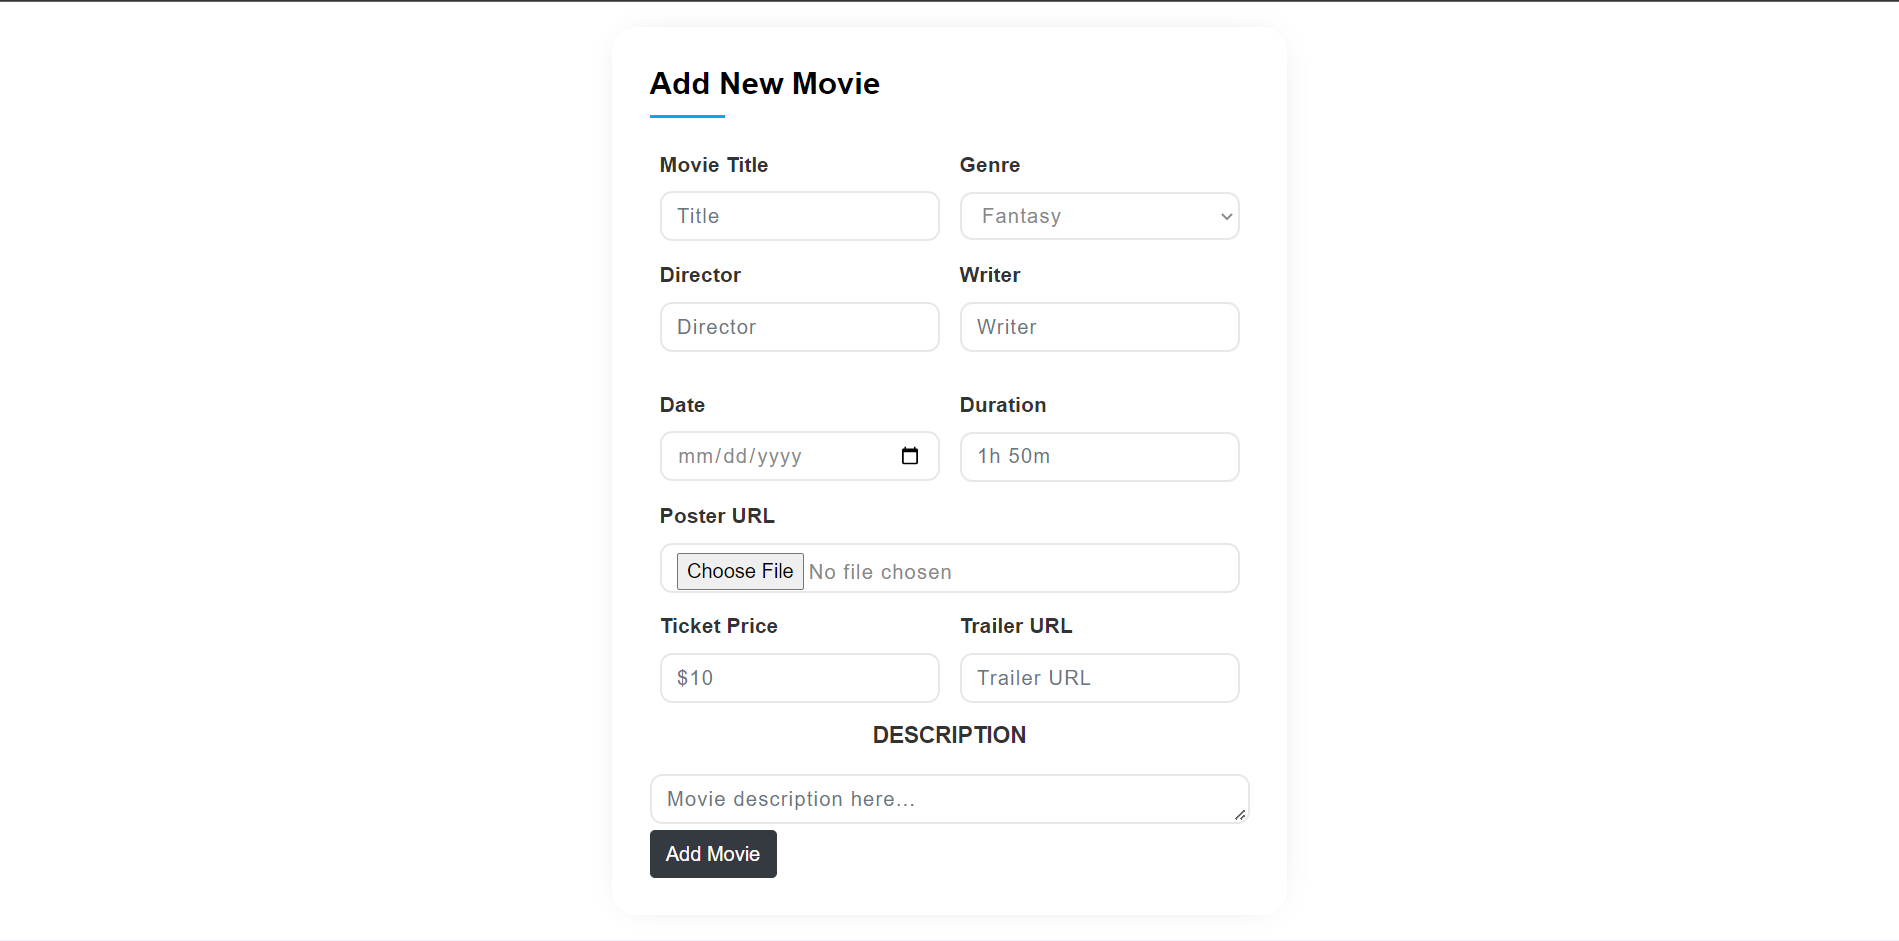 Add New Movie
Movie Title Genre
Title Fantasy
Director Writer
Director Writer
Date Duration
mm/dd/yyyy 1h 50m
Poster URL
Choose File No file chosen
Ticket Price Trailer URL
$10 Trailer URL
DESCRIPTION
Movie description here...
Add Movie